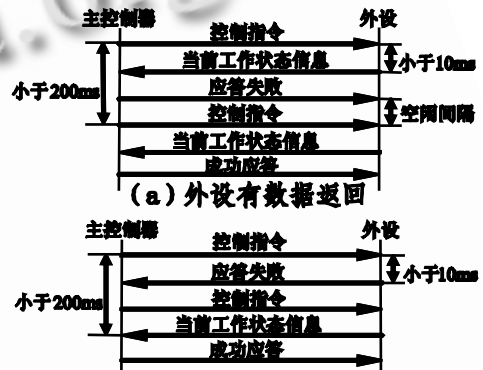 主控制器 外设
控制指令
当前工作状态信息
小于10ms
小于200ms
应答失败
控制指令
空闲间隔
当前工作状态信息
成功应答
(a)外设有数据返回
主控制器 外设
控制指令
应答失败
小于10ms
小于200ms
控制指令
当前工作状态信息
成功应答